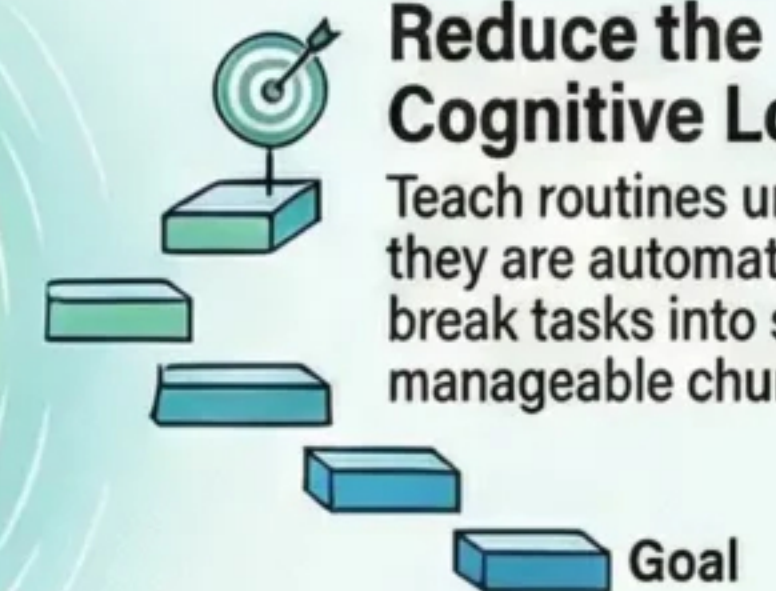 Reduce the
Cognitive
Teach routines
they are
break tasks into
manageable
Goal